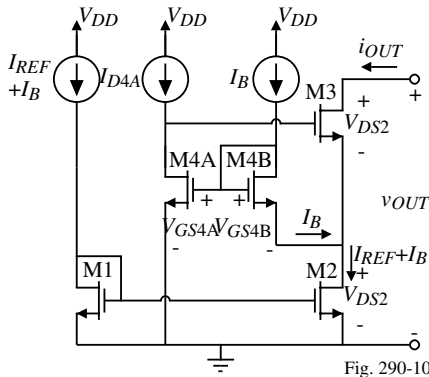 VDD VDD VDD
IREF +IB
ID4A
IB
iOUT
M3
+
+
VDS2
-
M4A M4B
+ +
VGS4A VGS4B
- -
IB
vOUT
IREF+IB
M1
M2
+
VDS2
-
-
Fig. 290-10